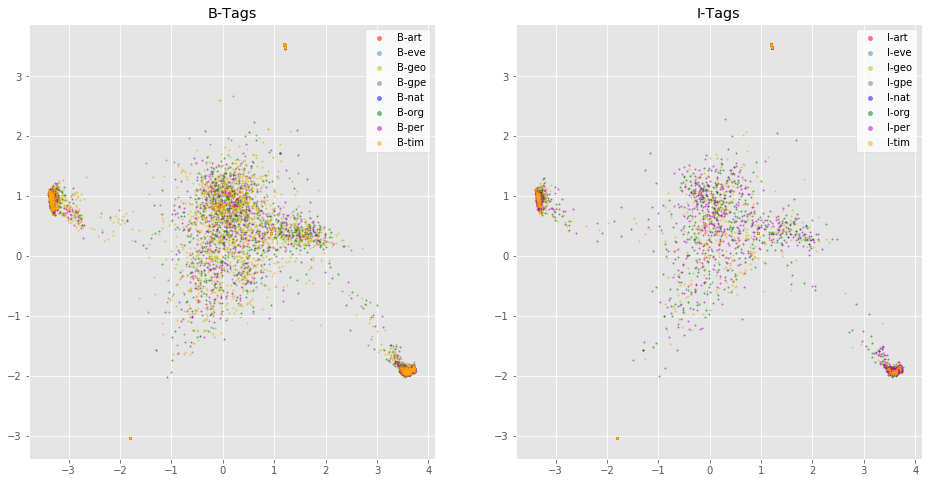 B-Tags
B-art
B-eve
B-geo
B-gpe
B-nat
B-org
B-per
B-tim
3
2
1
0
−1
−2
−3
−3
−2
−1
0
1
2
3
4
I-Tags
I-art
I-eve
I-geo
I-gpe
I-nat
I-org
I-per
I-tim
3
2
1
0
−1
−2
−3
−3
−2
−1
0
1
2
3
4